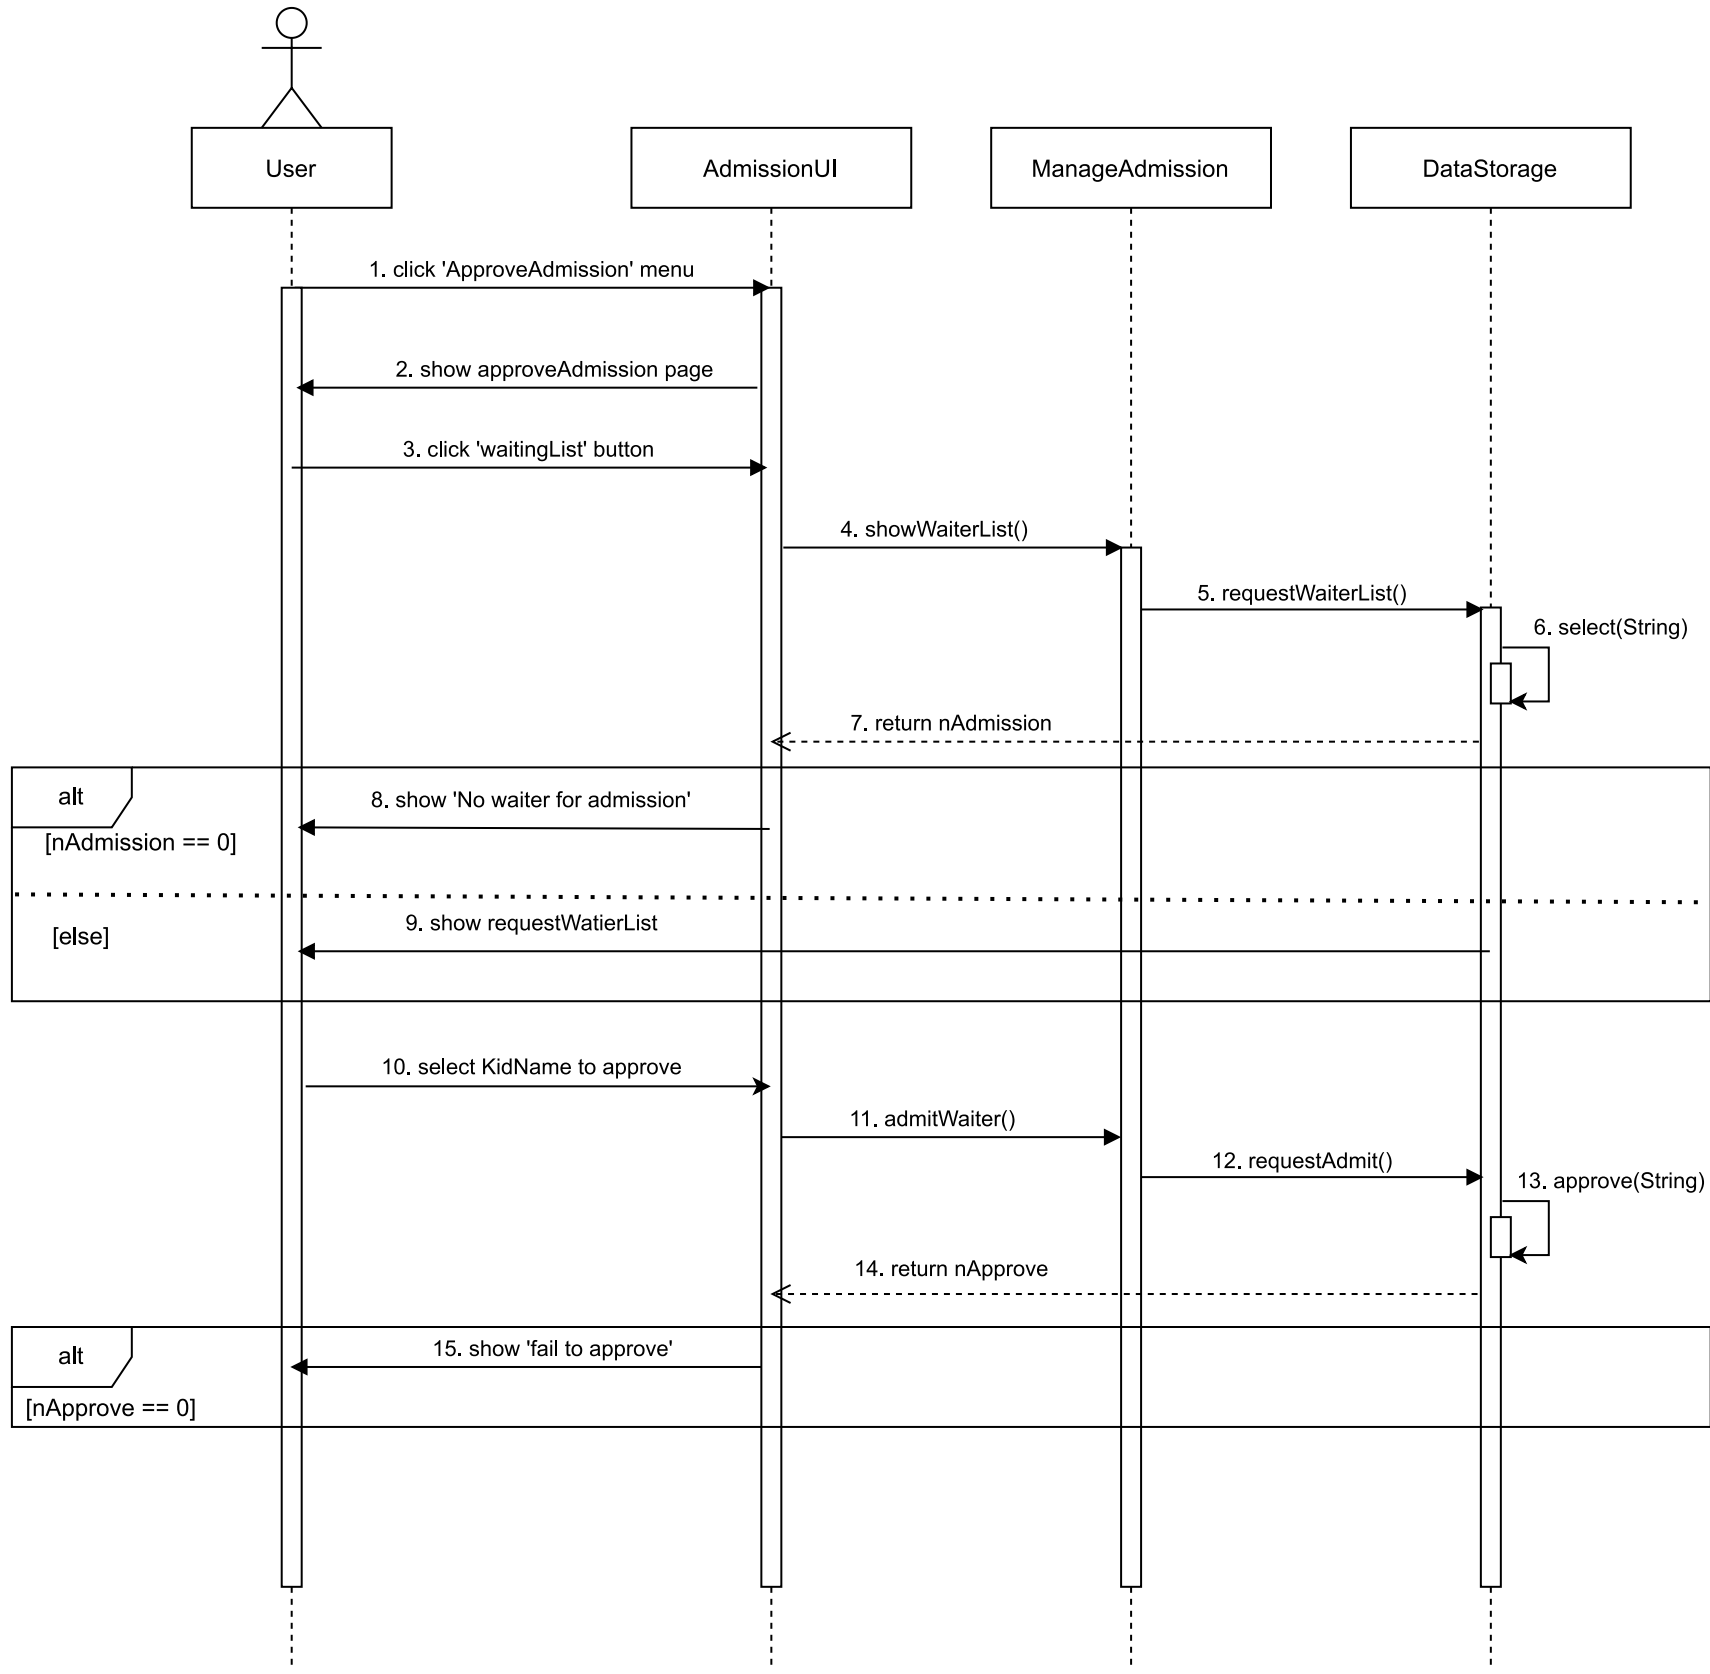 User
AdmissionUI
ManageAdmission
DataStorage
1. click 'ApproveAdmission' menu
2. show approveAdmission page
3. click 'waitingList' button
4. showWaiterList()
5. requestWaiterList()
6. select(String)
7. return nAdmission
alt
8. show 'No waiter for admission'
[nAdmission == 0]
9. show requestWatierList
[else]
10. select KidName to approve
11. admitWaiter()
12. requestAdmit()
13. approve(String)
14. return nApprove
alt
15. show 'fail to approve'
[nApprove == 0]